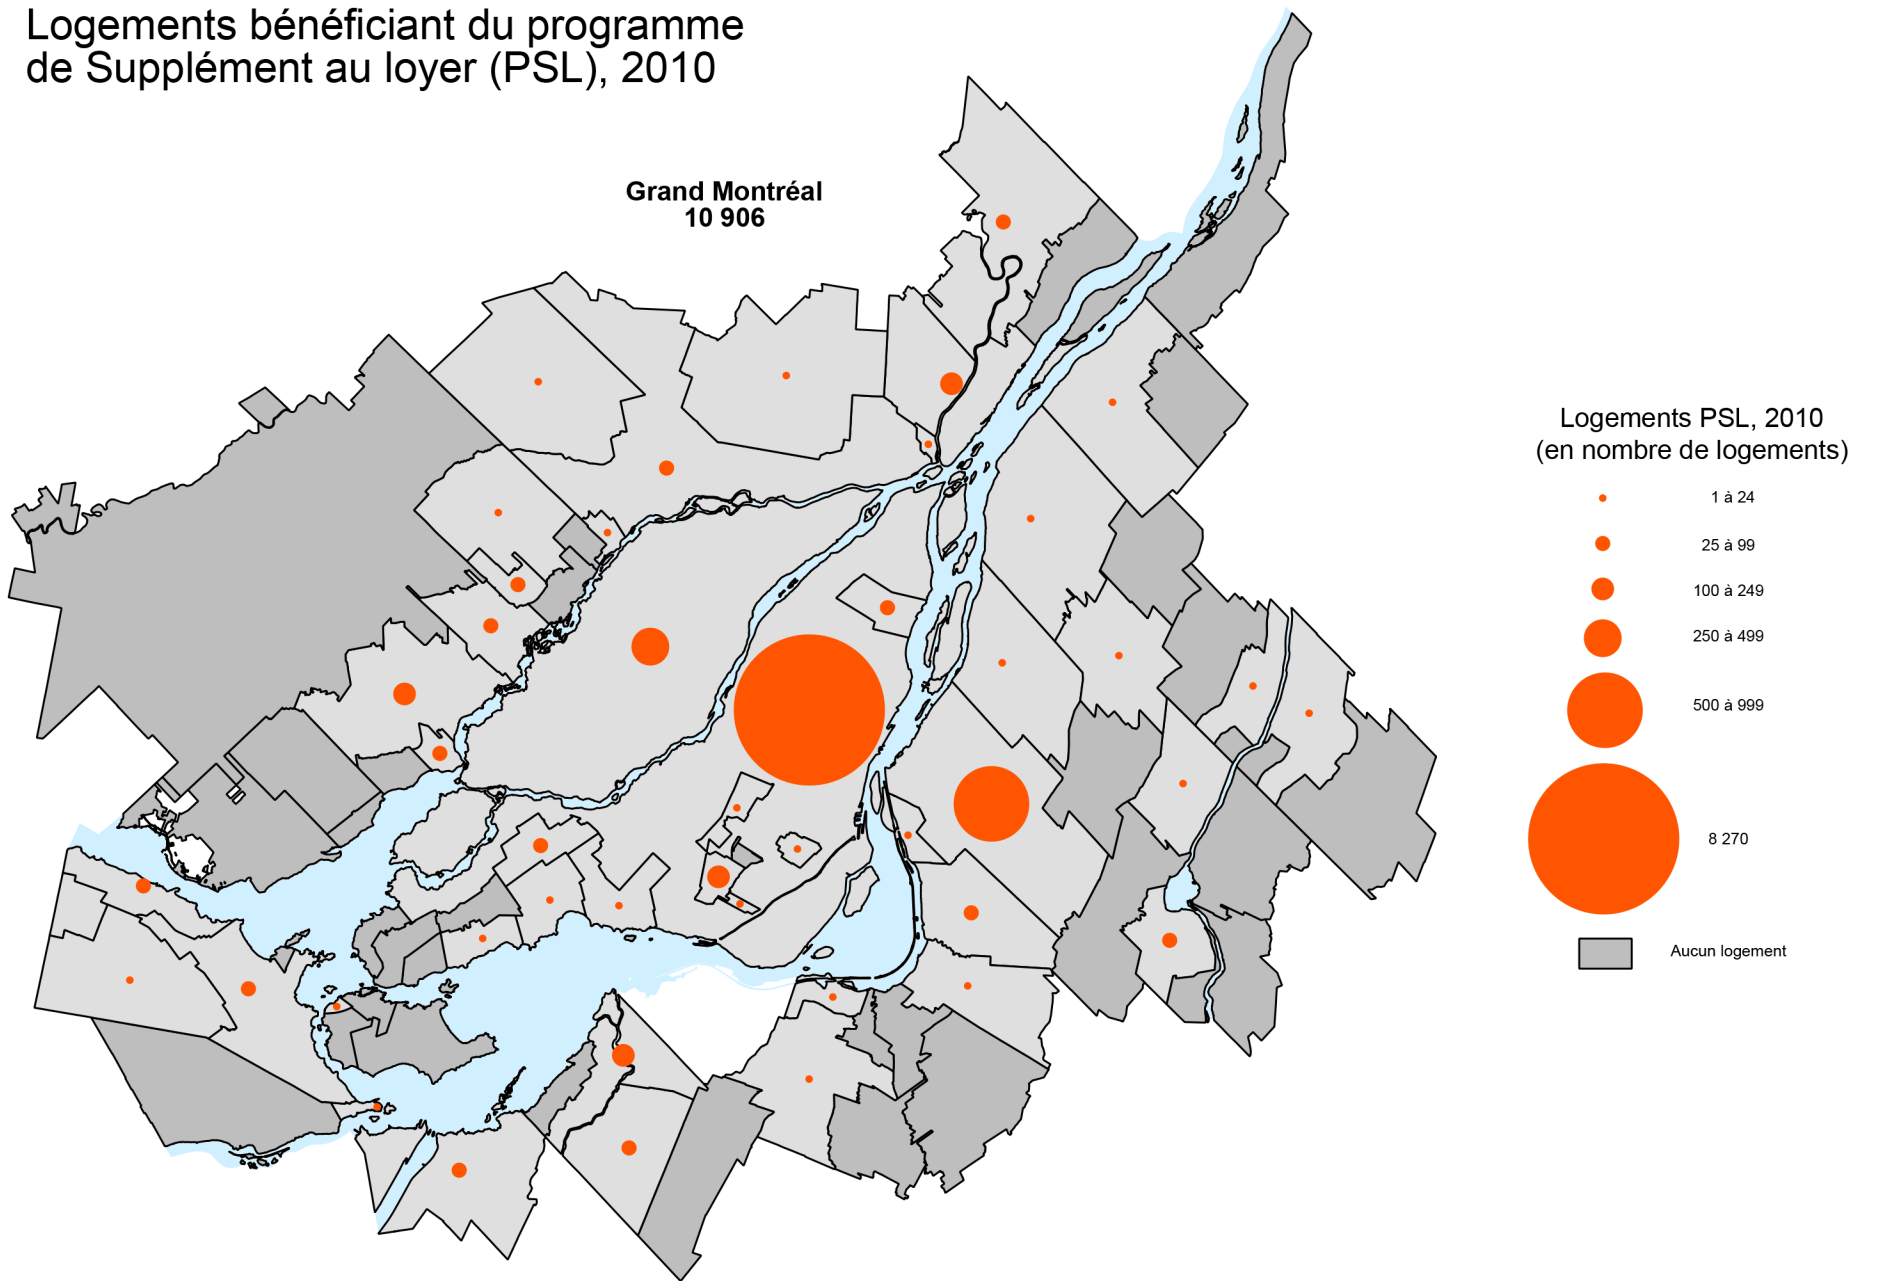 Logements bénéficiant du programme
de Supplément au loyer (PSL), 2010
Grand Montréal
10 906
Logements PSL, 2010
(en nombre de logements)
1 à 24
25 à 99
100 à 249
250 à 499
500 à 999
8 270
Aucun logement